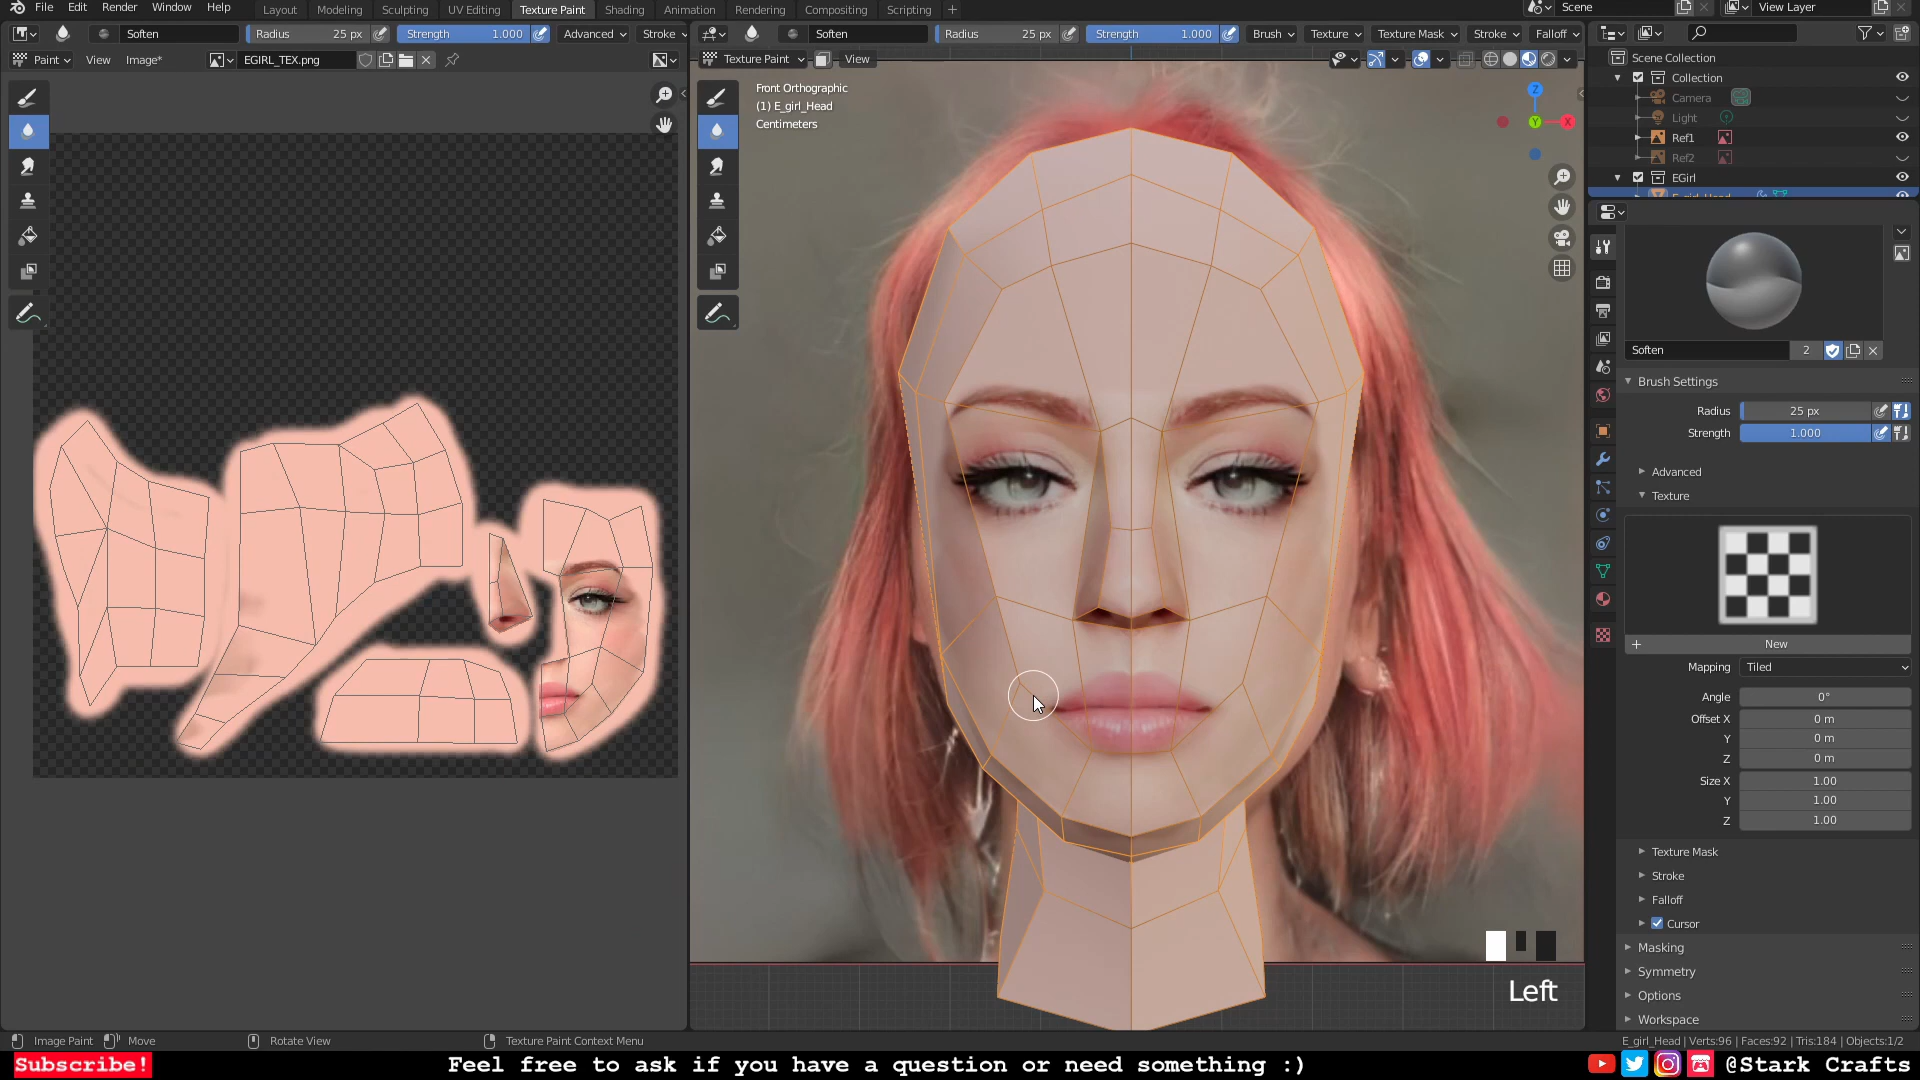 File Edit Render Window Help Layout Modeling Sculpting UV Editing Texture Paint Shading Animation Rendering Compositing Scripting + Scene View Layer
Soften Radius 25 px Strength 1.000 Advanced Stroke
Soften Radius 25 px Strength 1.000 Brush Texture Texture Mask Stroke Falloff
Paint View Image* EGIRL_TEX.png
Texture Paint View
Front Orthographic
(1) E_girl_Head
Centimeters
Z
Y
X
Scene Collection
Collection
Camera
Light
Ref1
Ref2
EGirl
Soften 2
Brush Settings
Radius 25 px
Strength 1.000
Advanced
Texture
New
Mapping Tiled
Angle 0°
Offset X 0 m
Y 0 m
Z 0 m
Size X 1.00
Y 1.00
Z 1.00
Texture Mask
Stroke
Falloff
Cursor
Masking
Symmetry
Options
Workspace
Left
Image Paint Move Rotate View Texture Paint Context Menu
E_girl_Head | Verts:96 | Faces:92 | Tris:184 | Objects:1/2
Subscribe! Feel free to ask if you have a question or need something :) @Stark Crafts